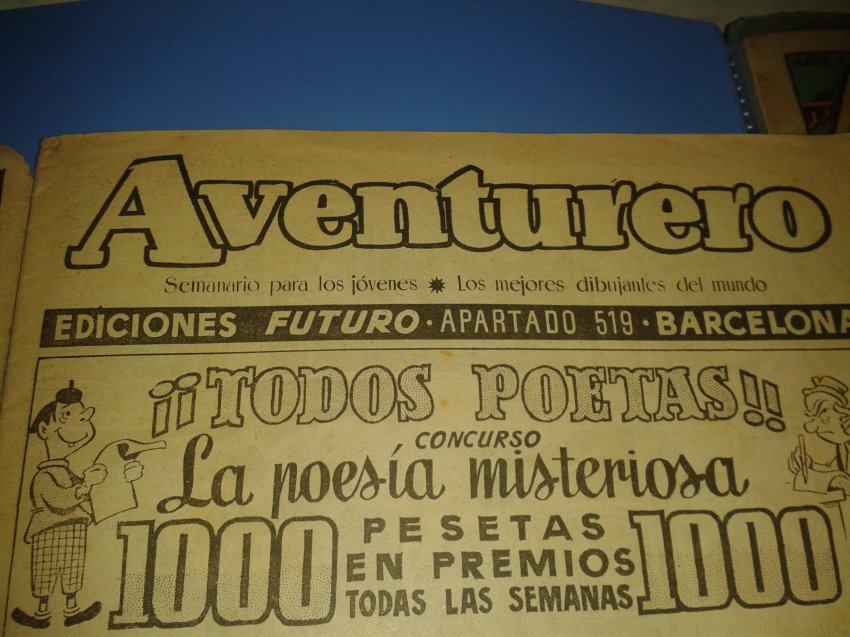 Aventurero
Semanario para los jóvenes ✸ Los mejores dibujantes del mundo
EDICIONES FUTURO · APARTADO 519 · BARCELONA
¡¡TODOS POETAS!!
CONCURSO
La poesía misteriosa
1000 PESETAS EN PREMIOS TODAS LAS SEMANAS 1000
AÑO